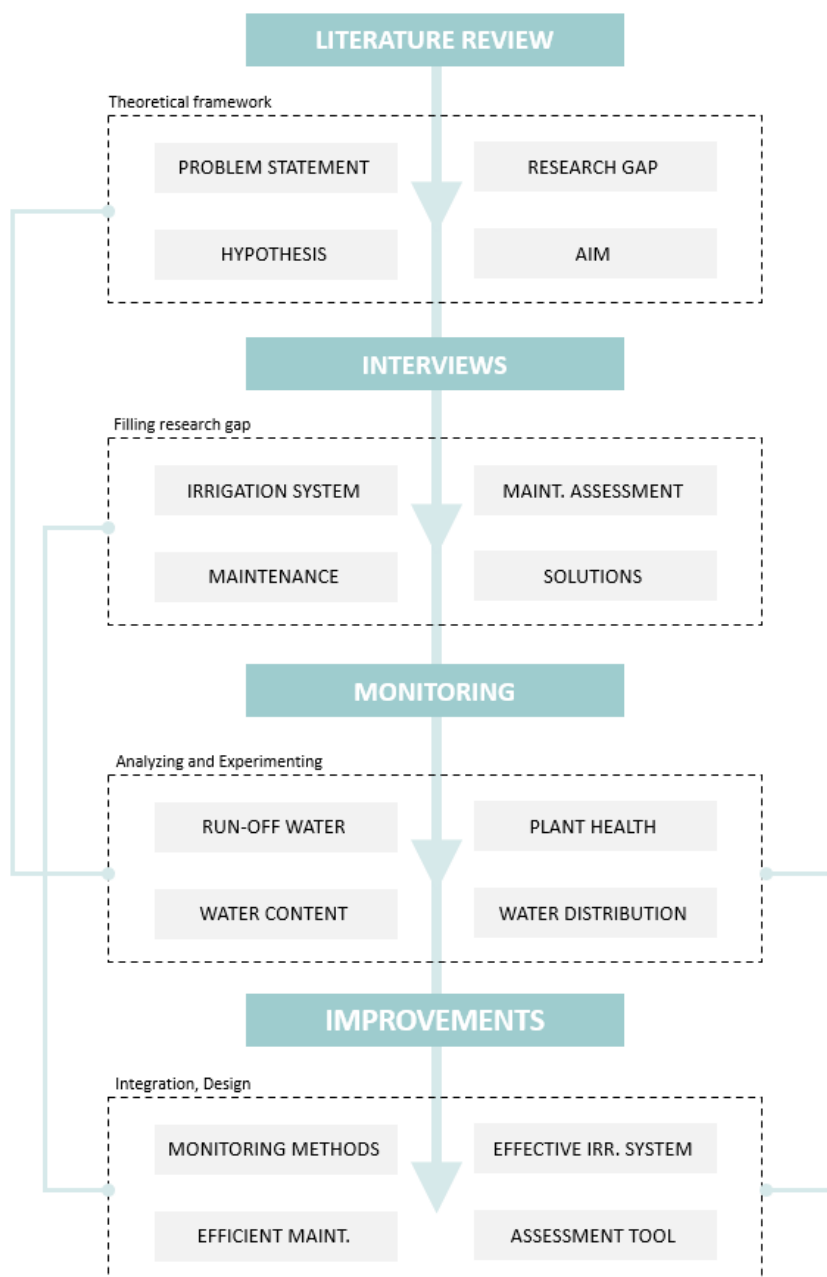 LITERATURE REVIEW
Theoretical framework
PROBLEM STATEMENT
RESEARCH GAP
HYPOTHESIS
AIM
INTERVIEWS
Filling research gap
IRRIGATION SYSTEM
MAINT. ASSESSMENT
MAINTENANCE
SOLUTIONS
MONITORING
Analyzing and Experimenting
RUN-OFF WATER
PLANT HEALTH
WATER CONTENT
WATER DISTRIBUTION
IMPROVEMENTS
Integration, Design
MONITORING METHODS
EFFECTIVE IRR. SYSTEM
EFFICIENT MAINT.
ASSESSMENT TOOL